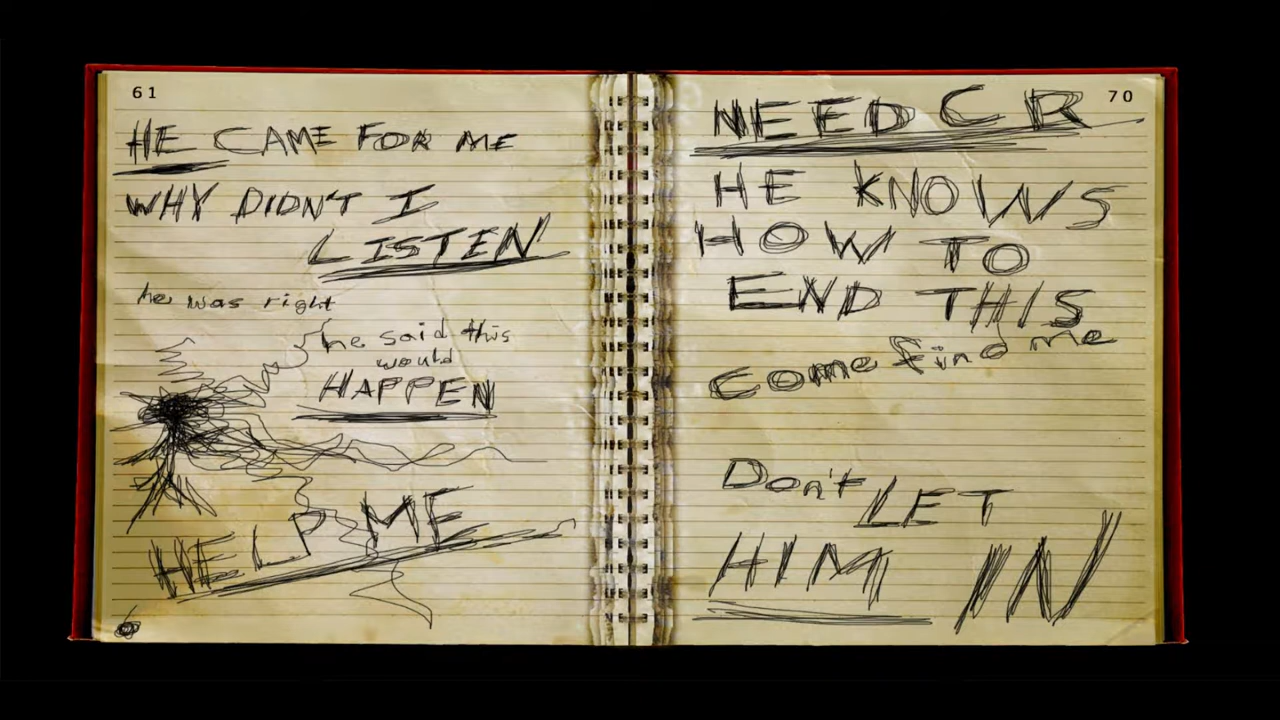 61
HE CAME FOR ME
WHY DIDN'T I
LISTEN
he was right
he said this
would
HAPPEN
HELP ME
70
NEED CR
HE KNOWS
HOW TO
END THIS
come find me
Don't LET
HIM IN